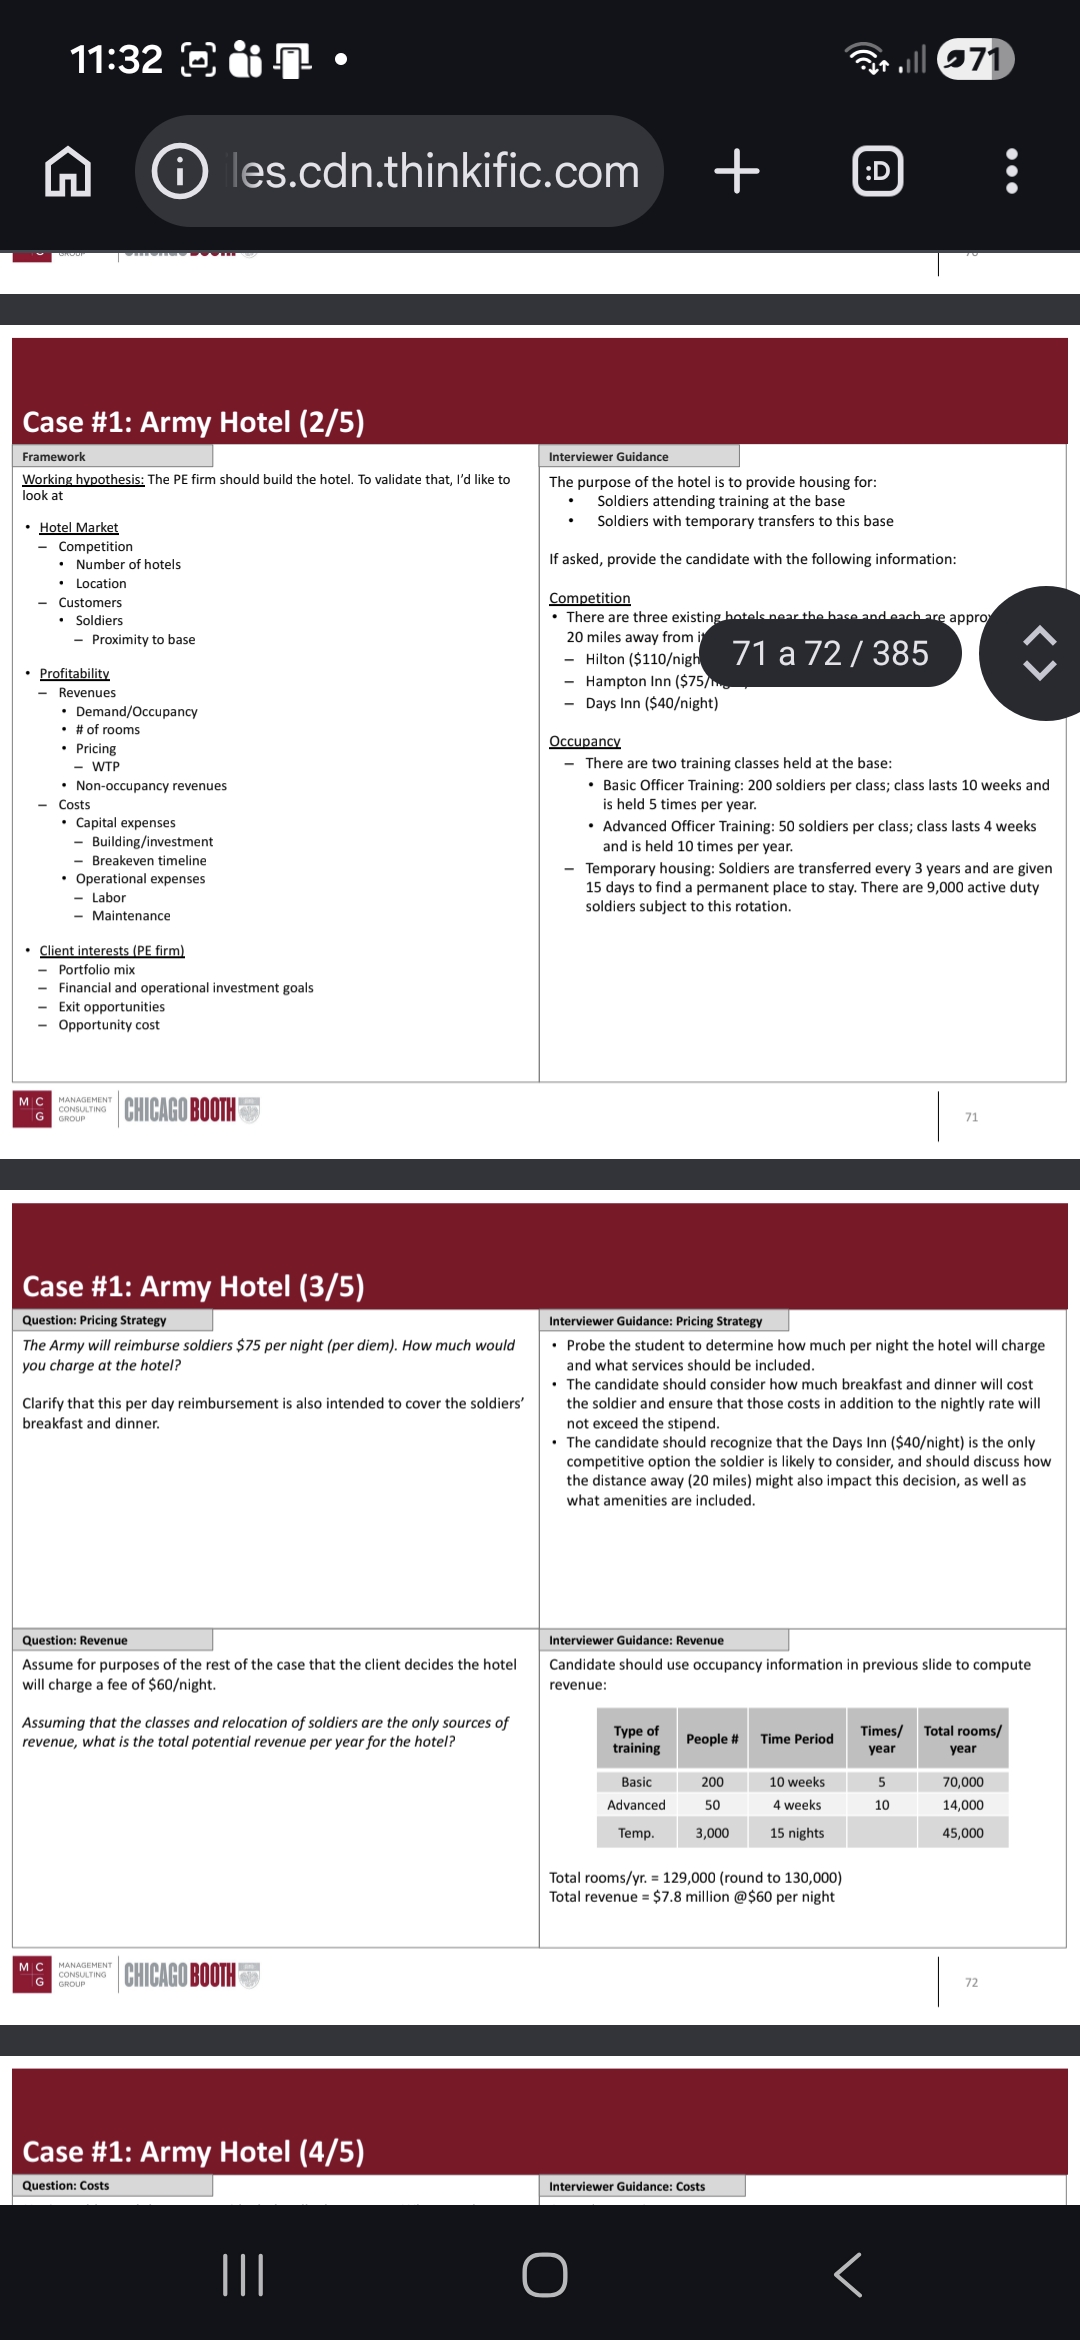 11:32
71
les.cdn.thinkific.com
:D
Case #1: Army Hotel (2/5)
Framework
Working hypothesis: The PE firm should build the hotel. To validate that, I'd like to
look at
• Hotel Market
– Competition
• Number of hotels
• Location
– Customers
• Soldiers
– Proximity to base
• Profitability
– Revenues
• Demand/Occupancy
• # of rooms
• Pricing
– WTP
• Non-occupancy revenues
– Costs
• Capital expenses
– Building/investment
– Breakeven timeline
• Operational expenses
– Labor
– Maintenance
• Client interests (PE firm)
– Portfolio mix
– Financial and operational investment goals
– Exit opportunities
– Opportunity cost
Interviewer Guidance
The purpose of the hotel is to provide housing for:
• Soldiers attending training at the base
• Soldiers with temporary transfers to this base
If asked, provide the candidate with the following information:
Competition
• There are three existing hotels near the base and each are
20 miles away from
– Hilton ($110/nigh
– Hampton Inn ($75/
– Days Inn ($40/night)
71 a 72 / 385
Occupancy
– There are two training classes held at the base:
• Basic Officer Training: 200 soldiers per class; class lasts 10 weeks and
is held 5 times per year.
• Advanced Officer Training: 50 soldiers per class; class lasts 4 weeks
and is held 10 times per year.
– Temporary housing: Soldiers are transferred every 3 years and are given
15 days to find a permanent place to stay. There are 9,000 active duty
soldiers subject to this rotation.
M C G
MANAGEMENT
CONSULTING
GROUP
CHICAGO BOOTH
71
Case #1: Army Hotel (3/5)
Question: Pricing Strategy
The Army will reimburse soldiers $75 per night (per diem). How much would
you charge at the hotel?
Clarify that this per day reimbursement is also intended to cover the soldiers'
breakfast and dinner.
Interviewer Guidance: Pricing Strategy
• Probe the student to determine how much per night the hotel will charge
and what services should be included.
• The candidate should consider how much breakfast and dinner will cost
the soldier and ensure that those costs in addition to the nightly rate will
not exceed the stipend.
• The candidate should recognize that the Days Inn ($40/night) is the only
competitive option the soldier is likely to consider, and should discuss how
the distance away (20 miles) might also impact this decision, as well as
what amenities are included.
Question: Revenue
Assume for purposes of the rest of the case that the client decides the hotel
will charge a fee of $60/night.
Assuming that the classes and relocation of soldiers are the only sources of
revenue, what is the total potential revenue per year for the hotel?
Interviewer Guidance: Revenue
Candidate should use occupancy information in previous slide to compute
revenue:
Type of training People # Time Period Times/ year Total rooms/ year
Basic 200 10 weeks 5 70,000
Advanced 50 4 weeks 10 14,000
Temp. 3,000 15 nights 45,000
Total rooms/yr. = 129,000 (round to 130,000)
Total revenue = $7.8 million @$60 per night
M C G
MANAGEMENT
CONSULTING
GROUP
CHICAGO BOOTH
72
Case #1: Army Hotel (4/5)
Question: Costs
Interviewer Guidance: Costs